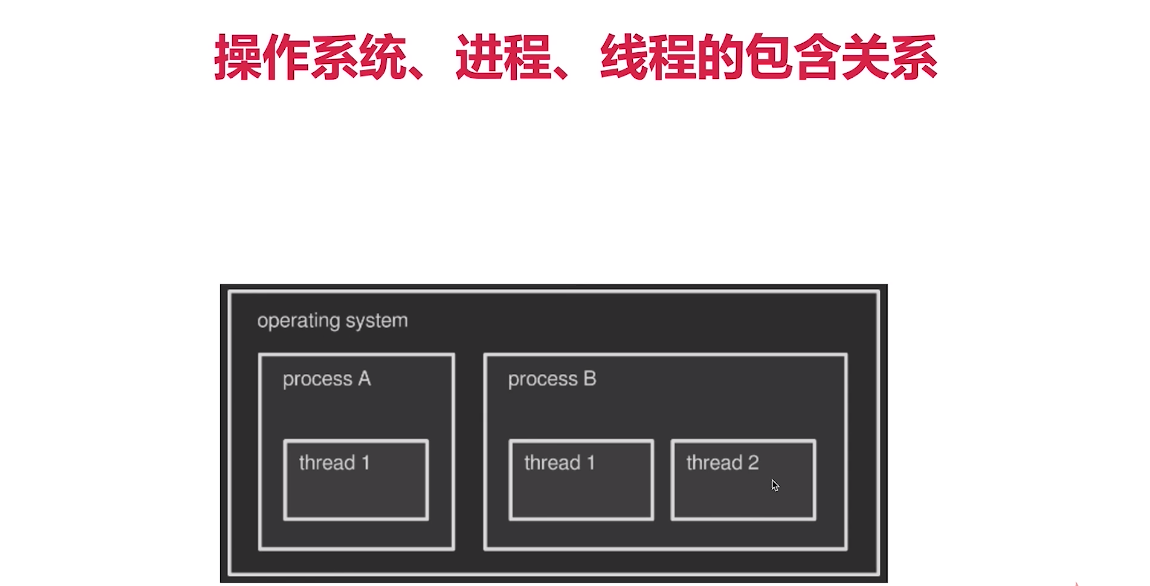 操作系统、进程、线程的包含关系
operating system
process A
process B
thread 1
thread 1
thread 2